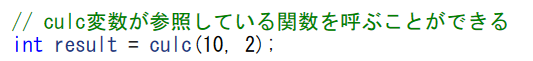 // culc変数が参照している関数を呼ぶことができる
int result = culc(10, 2);